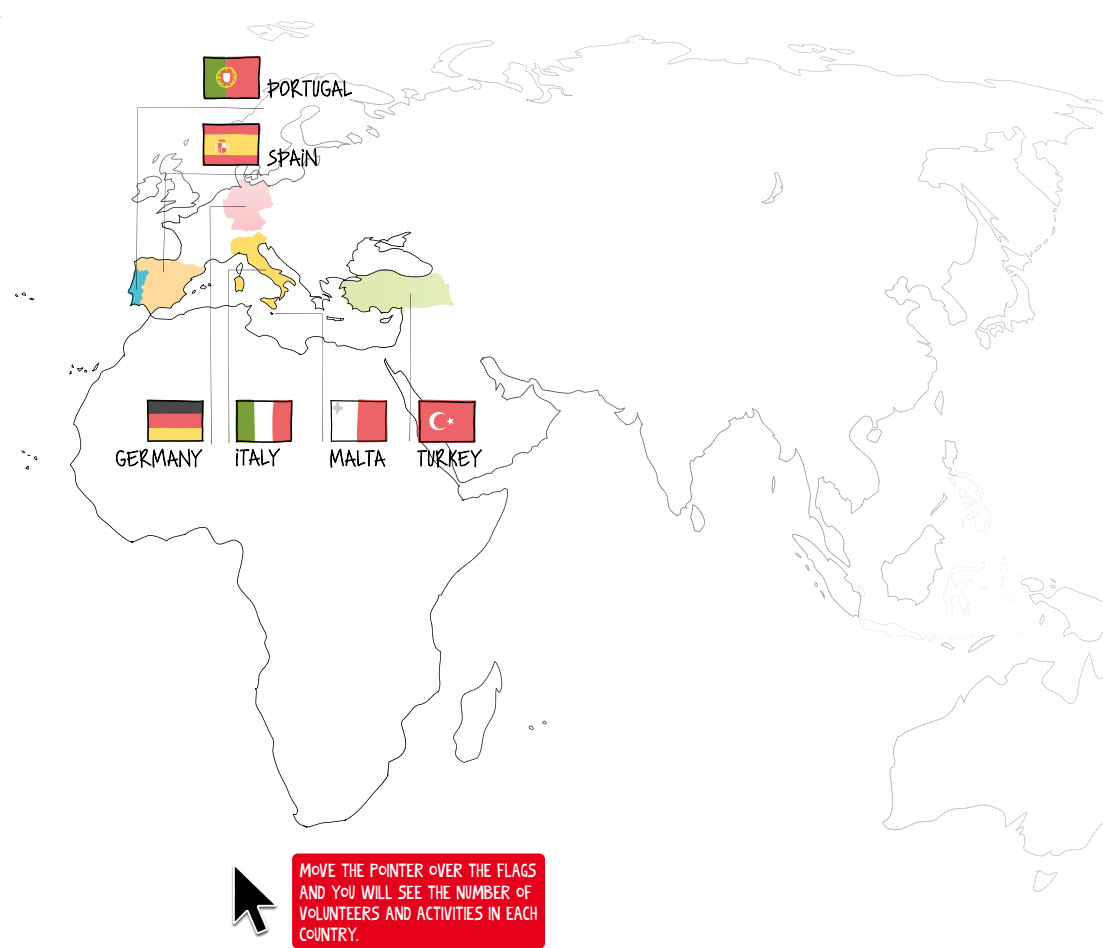 PORTUGAL
SPAiN
GERMANY
iTALY
MALTA
TURKEY
MOVE THE POINTER OVER THE FLAGS
AND YOU WILL SEE THE NUMBER OF
VOLUNTEERS AND ACTIVITIES IN EACH
COUNTRY.